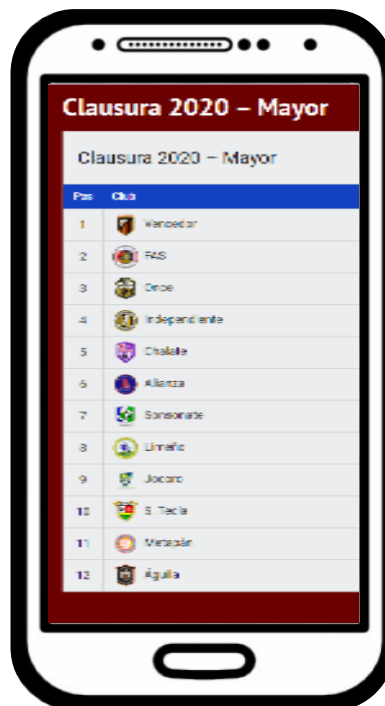 Clausura 2020 – Mayor
Clausura 2020 – Mayor
Pos Club
1 Vencedor
2 FAS
3 Once
4 Independiente
5 Chalate
6 Alianza
7 Sonsonate
8 Limeño
9 Jocoro
10 S. Tecla
11 Metapán
12 Águila